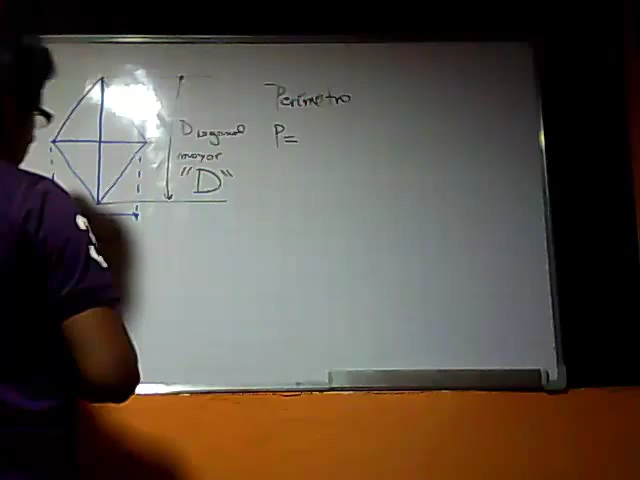 Perímetro
P=
Diagonal
mayor
"D"